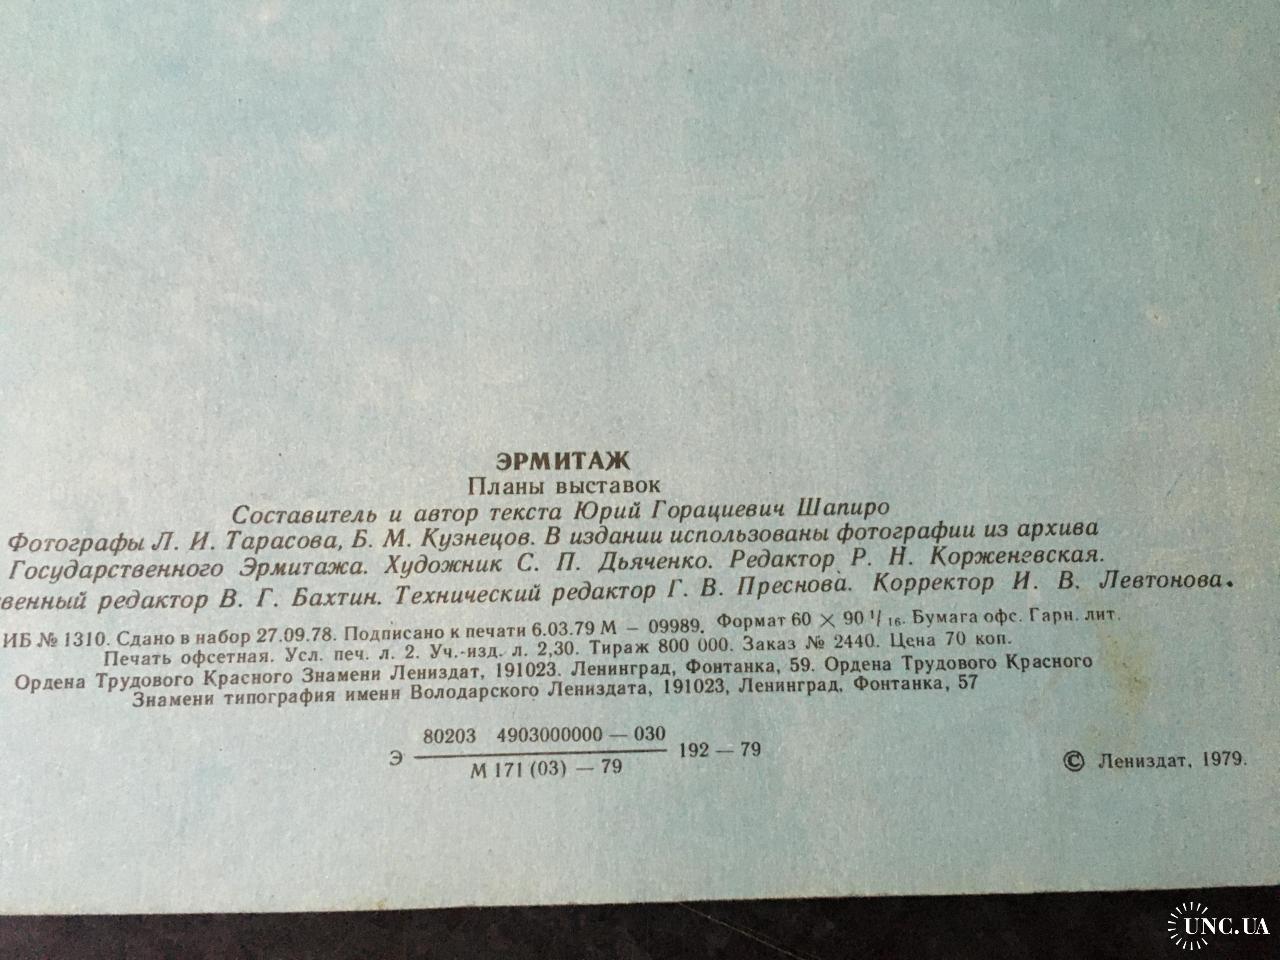 ЭРМИТАЖ
Планы выставок
Составитель и автор текста Юрий Горациевич Шапиро
Фотографы Л. И. Тарасова, Б. М. Кузнецов. В издании использованы фотографии из архива
Государственного Эрмитажа. Художник С. П. Дьяченко. Редактор Р. Н. Корженевская.
венный редактор В. Г. Бахтин. Технический редактор Г. В. Преснова. Корректор И. В. Левтонова.
ИБ № 1310. Сдано в набор 27.09.78. Подписано к печати 6.03.79 М — 09989. Формат 60 × 90 1/16. Бумага офс. Гарн. лит.
Печать офсетная. Усл. печ. л. 2. Уч.-изд. л. 2,30. Тираж 800 000. Заказ № 2440. Цена 70 коп.
Ордена Трудового Красного Знамени Лениздат, 191023. Ленинград, Фонтанка, 59. Ордена Трудового Красного
Знамени типография имени Володарского Лениздата, 191023, Ленинград, Фонтанка, 57
80203 4903000000 — 030
Э 192 — 79
М 171 (03) — 79
© Лениздат, 1979.
UNC.UA